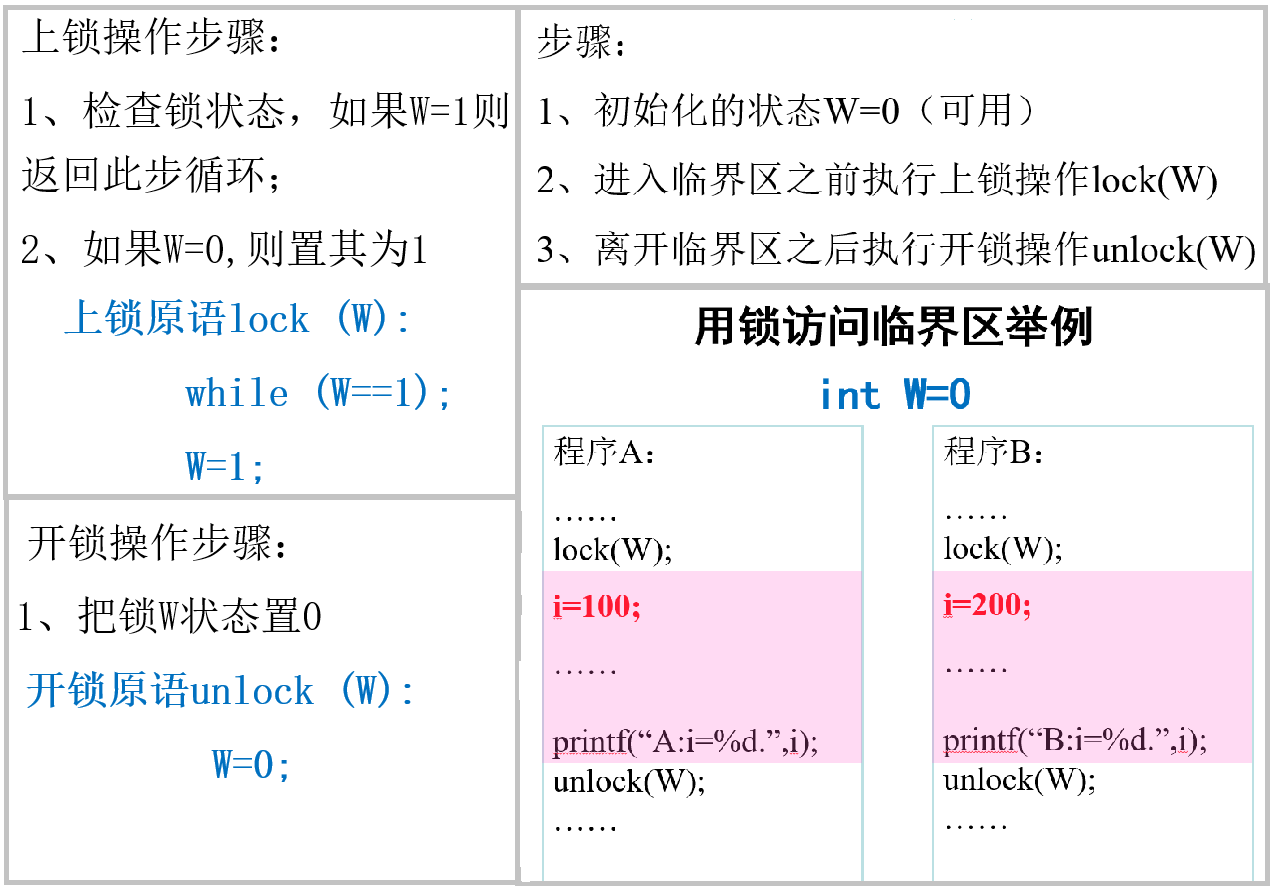 上锁操作步骤:
1、检查锁状态，如果W=1则
返回此步循环;
2、如果W=0,则置其为1
上锁原语lock (W):
while (W==1);
W=1;
开锁操作步骤:
1、把锁W状态置0
开锁原语unlock (W):
W=0;
步骤:
1、初始化的状态W=0（可用）
2、进入临界区之前执行上锁操作lock(W)
3、离开临界区之后执行开锁操作unlock(W)
用锁访问临界区举例
int W=0
程序A:
……
lock(W);
i=100;
……
printf(“A:i=%d.”,i);
unlock(W);
……
程序B:
……
lock(W);
i=200;
……
printf(“B:i=%d.”,i);
unlock(W);
……